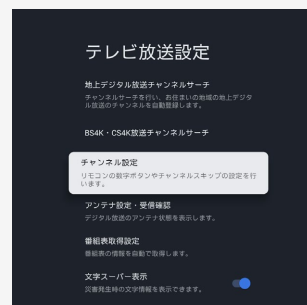 テレビ放送設定
地上デジタル放送チャンネルサーチ
チャンネルサーチを行い、お住まいの地域の地上デジタ
ル放送のチャンネルを自動登録します。
BS4K・CS4K放送チャンネルサーチ
チャンネル設定
リモコンの数字ボタンやチャンネルスキップの設定を行
います。
アンテナ設定・受信確認
デジタル放送のアンテナ状態を表示します。
番組表取得設定
番組表の情報を自動で取得します。
文字スーパー表示
災害発生時の文字情報を表示できます。